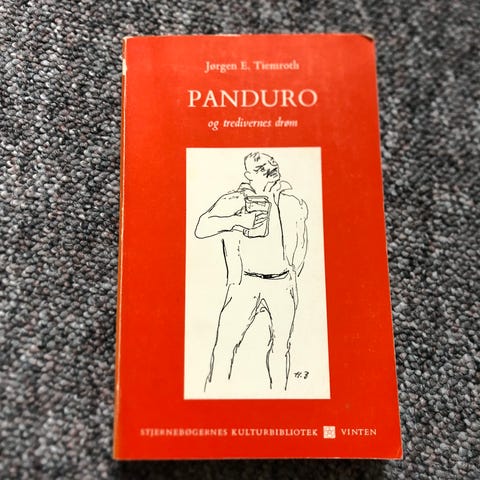 Jørgen E. Tiemroth
PANDURO
og tredivernes drøm
H.B
STJERNEBØGERNES KULTURBIBLIOTEK VINTEN